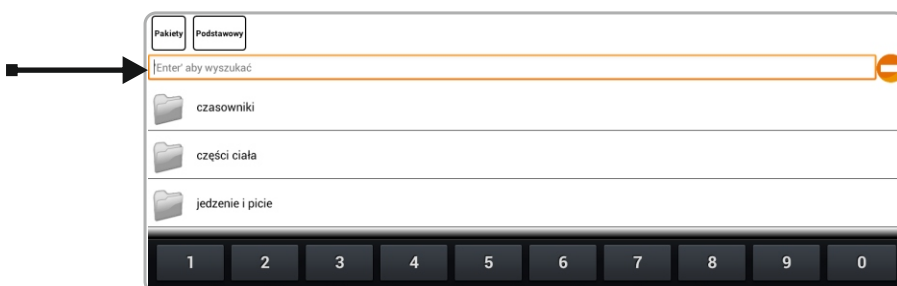 Pakiety Podstawowy
'Enter' aby wyszukać
czasowniki
części ciała
jedzenie i picie
1 2 3 4 5 6 7 8 9 0